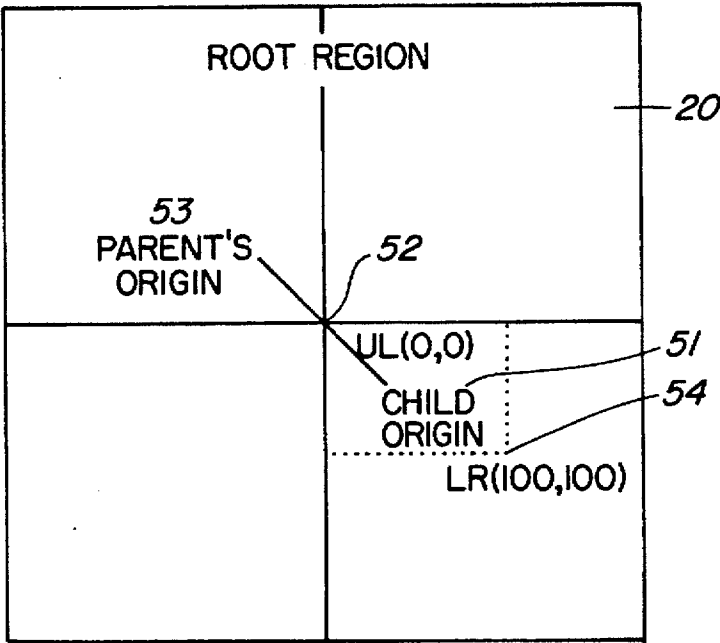 ROOT REGION
20
53
PARENT'S
ORIGIN
52
UL(0,0)
51
CHILD
ORIGIN
54
LR(100,100)